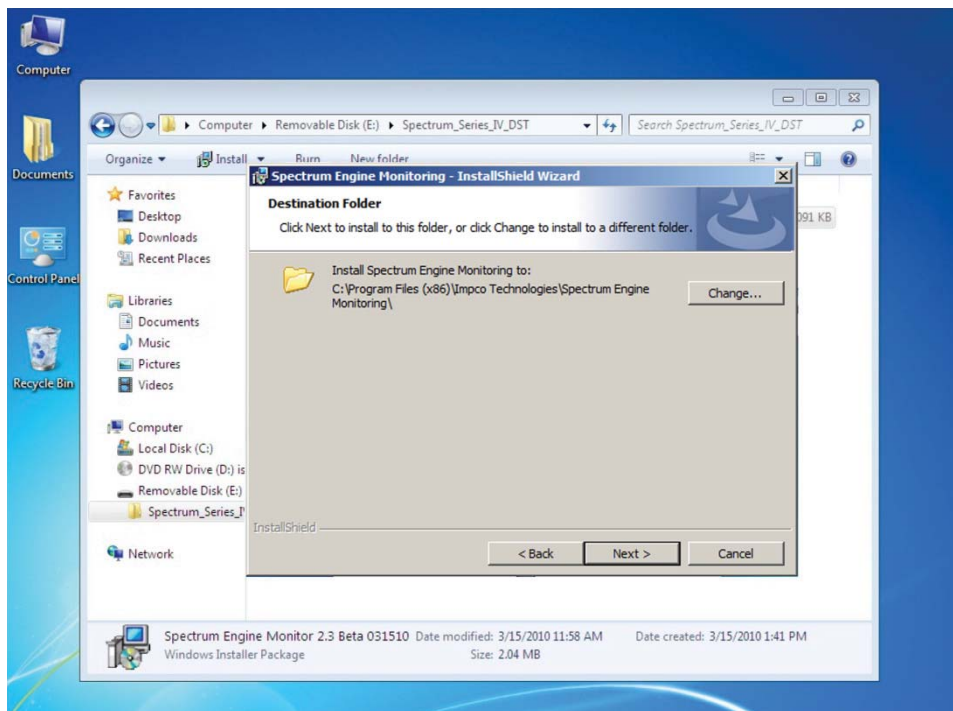 Computer
Documents
Control Panel
Recycle Bin
Computer
Removable Disk (E:)
Spectrum_Series_IV_DST
Search Spectrum_Series_IV_DST
Organize
Install
Burn
New folder
Favorites
Desktop
Downloads
Recent Places
Libraries
Documents
Music
Pictures
Videos
Computer
Local Disk (C:)
DVD RW Drive (D:) is
Removable Disk (E:)
Spectrum_Series_I
Network
091 KB
Spectrum Engine Monitoring - InstallShield Wizard
Destination Folder
Click Next to install to this folder, or click Change to install to a different folder.
Install Spectrum Engine Monitoring to:
C:\Program Files (x86)\Impco Technologies\Spectrum Engine
Monitoring\
Change...
InstallShield
< Back
Next >
Cancel
Spectrum Engine Monitor 2.3 Beta 031510 Date modified: 3/15/2010 11:58 AM Date created: 3/15/2010 1:41 PM
Windows Installer Package Size: 2.04 MB